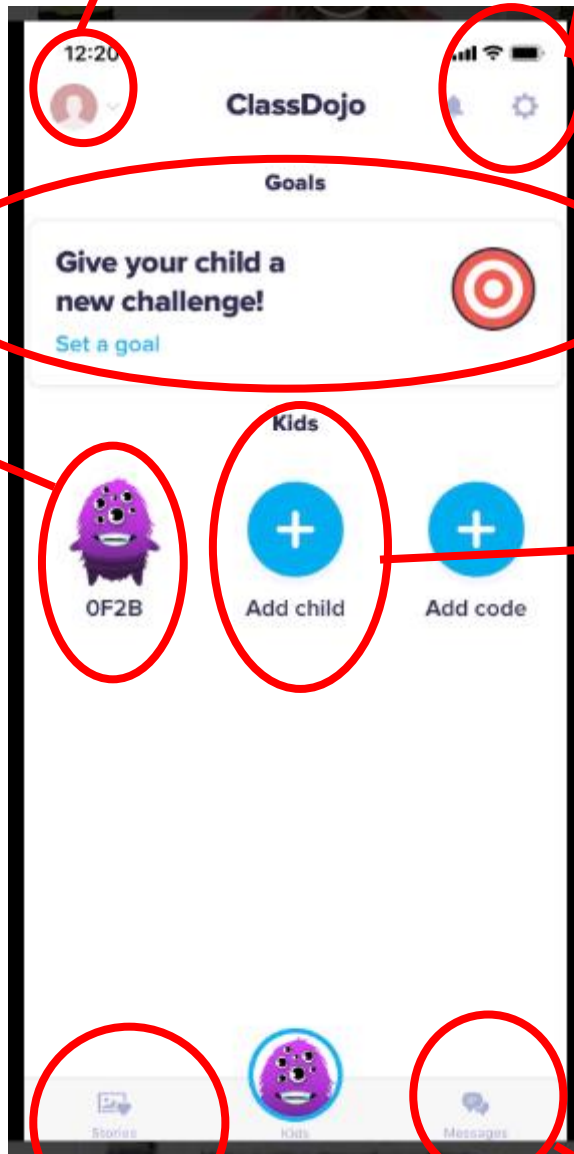 12:20
ClassDojo
Goals
Give your child a
new challenge!
Set a goal
Kids
0F2B
Add child
Add code
Stories
Kids
Messages